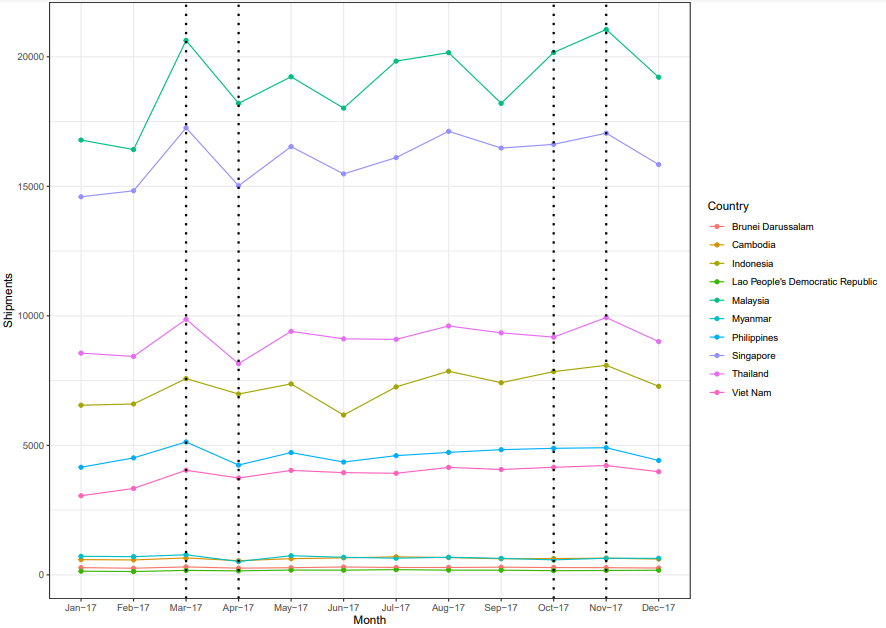 Shipments
20000
15000
10000
5000
0
Jan−17 Feb−17 Mar−17 Apr−17 May−17 Jun−17 Jul−17 Aug−17 Sep−17 Oct−17 Nov−17 Dec−17
Month
Country
Brunei Darussalam
Cambodia
Indonesia
Lao People's Democratic Republic
Malaysia
Myanmar
Philippines
Singapore
Thailand
Viet Nam